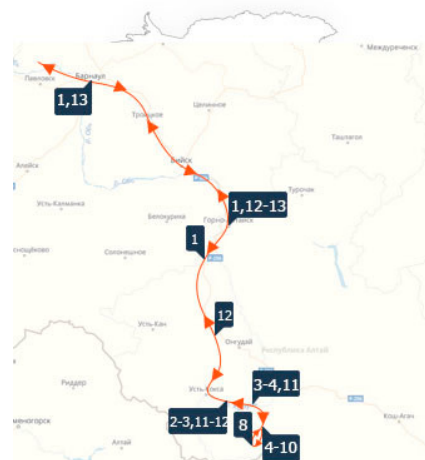 Междуреченск
Павловск
Барнаул
1,13
Целинное
Троицкое
Таштагол
Алейск
Бийск
Турочак
Усть-Калманка
1,12-13
Белокуриха
1
Солонешное
12
Усть-Кан
Онгудай
Республика Алтай
Риддер
Усть-Кокса
3-4,11
2-3,11-12
8
Кош-Агач
4-10
Алтай